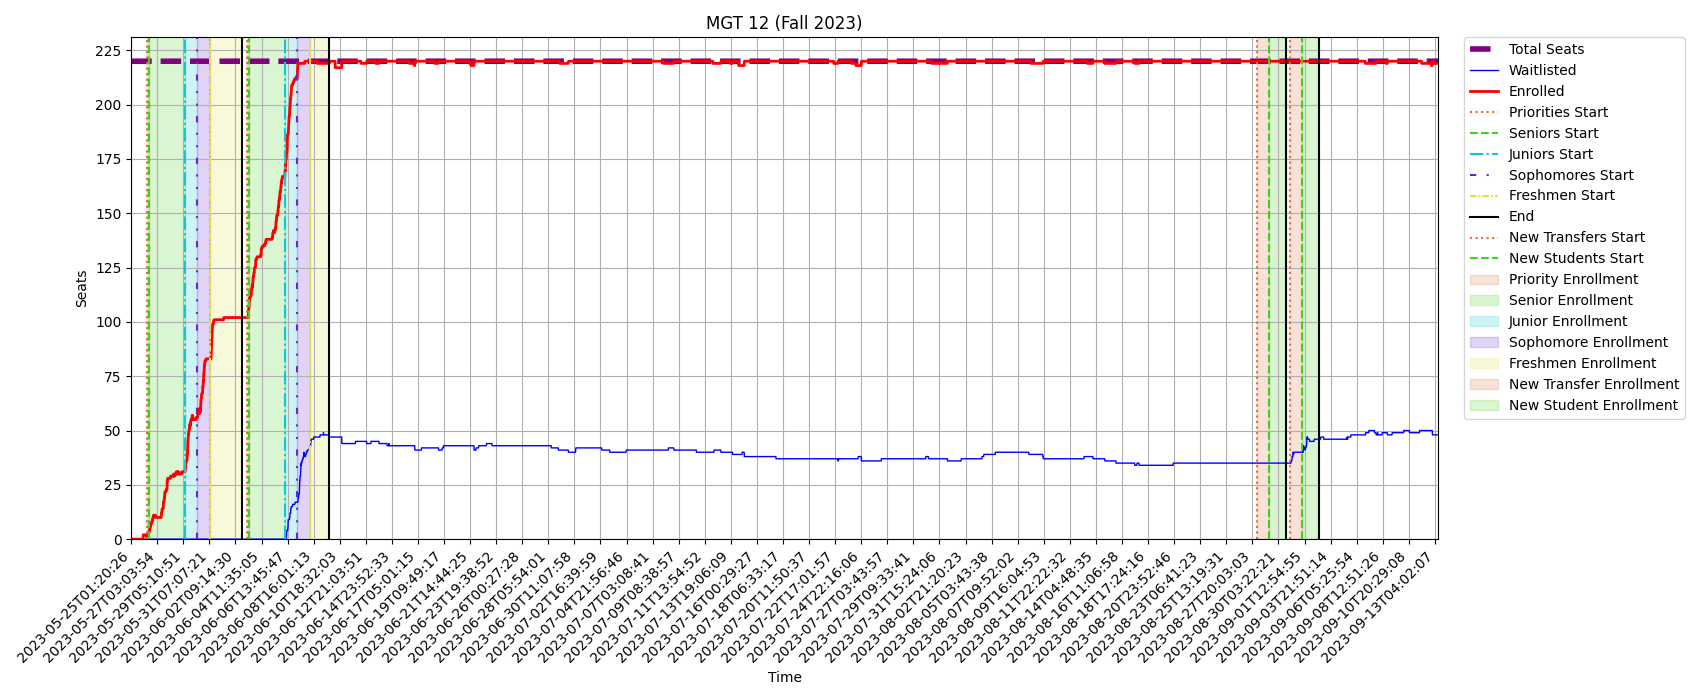 MGT 12 (Fall 2023)
225
200
175
150
125
100
75
50
25
0
Seats
2023-05-25T01:20:26
2023-05-27T03:03:54
2023-05-29T05:10:51
2023-05-31T07:07:21
2023-06-02T09:14:30
2023-06-04T11:35:05
2023-06-06T13:45:47
2023-06-08T16:01:13
2023-06-10T18:32:03
2023-06-12T21:03:51
2023-06-14T23:52:33
2023-06-17T05:01:15
2023-06-19T09:49:17
2023-06-21T14:44:25
2023-06-23T19:38:52
2023-06-26T00:27:28
2023-06-28T05:54:01
2023-06-30T11:07:58
2023-07-02T16:39:59
2023-07-04T21:56:46
2023-07-07T03:08:41
2023-07-09T08:38:57
2023-07-11T13:54:52
2023-07-13T19:06:09
2023-07-16T00:29:27
2023-07-18T06:33:17
2023-07-20T11:50:37
2023-07-22T17:01:57
2023-07-24T22:16:06
2023-07-27T03:43:57
2023-07-29T09:33:41
2023-07-31T15:24:06
2023-08-02T21:20:23
2023-08-05T03:43:38
2023-08-07T09:52:02
2023-08-09T16:04:53
2023-08-11T22:22:32
2023-08-14T04:48:35
2023-08-16T11:06:58
2023-08-18T17:24:16
2023-08-20T23:52:46
2023-08-23T06:41:23
2023-08-25T13:19:31
2023-08-27T20:03:03
2023-08-30T03:22:21
2023-09-01T12:54:55
2023-09-03T21:51:14
2023-09-06T05:25:54
2023-09-08T12:51:26
2023-09-10T20:29:08
2023-09-13T04:02:07
Time
Total Seats
Waitlisted
Enrolled
Priorities Start
Seniors Start
Juniors Start
Sophomores Start
Freshmen Start
End
New Transfers Start
New Students Start
Priority Enrollment
Senior Enrollment
Junior Enrollment
Sophomore Enrollment
Freshmen Enrollment
New Transfer Enrollment
New Student Enrollment